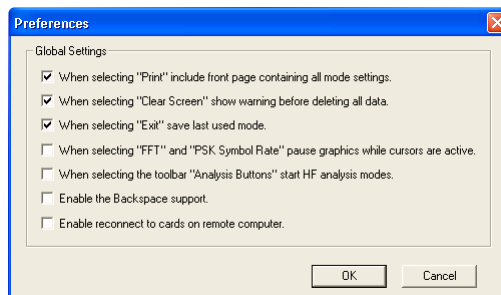 Preferences
Global Settings
When selecting "Print" include front page containing all mode settings.
When selecting "Clear Screen" show warning before deleting all data.
When selecting "Exit" save last used mode.
When selecting "FFT" and "PSK Symbol Rate" pause graphics while cursors are active.
When selecting the toolbar "Analysis Buttons" start HF analysis modes.
Enable the Backspace support.
Enable reconnect to cards on remote computer.
OK Cancel